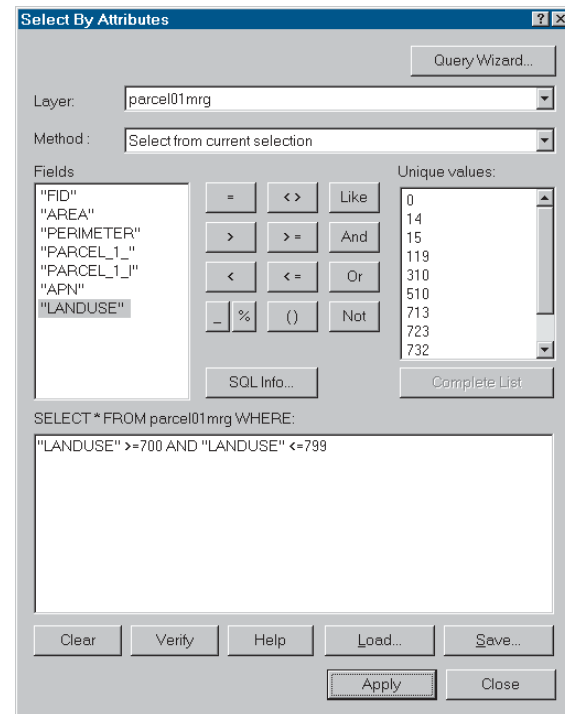 Select By Attributes
Query Wizard...
Layer: parcel01mrg
Method : Select from current selection
Fields
Unique values:
"FID"
"AREA"
"PERIMETER"
"PARCEL_1_"
"PARCEL_1_I"
"APN"
"LANDUSE"
= <> Like
> >= And
< <= Or
_ % () Not
SQL Info...
0
14
15
119
310
510
713
723
732
Complete List
SELECT * FROM parcel01mrg WHERE:
"LANDUSE" >=700 AND "LANDUSE" <=799
Clear Verify Help Load... Save...
Apply Close